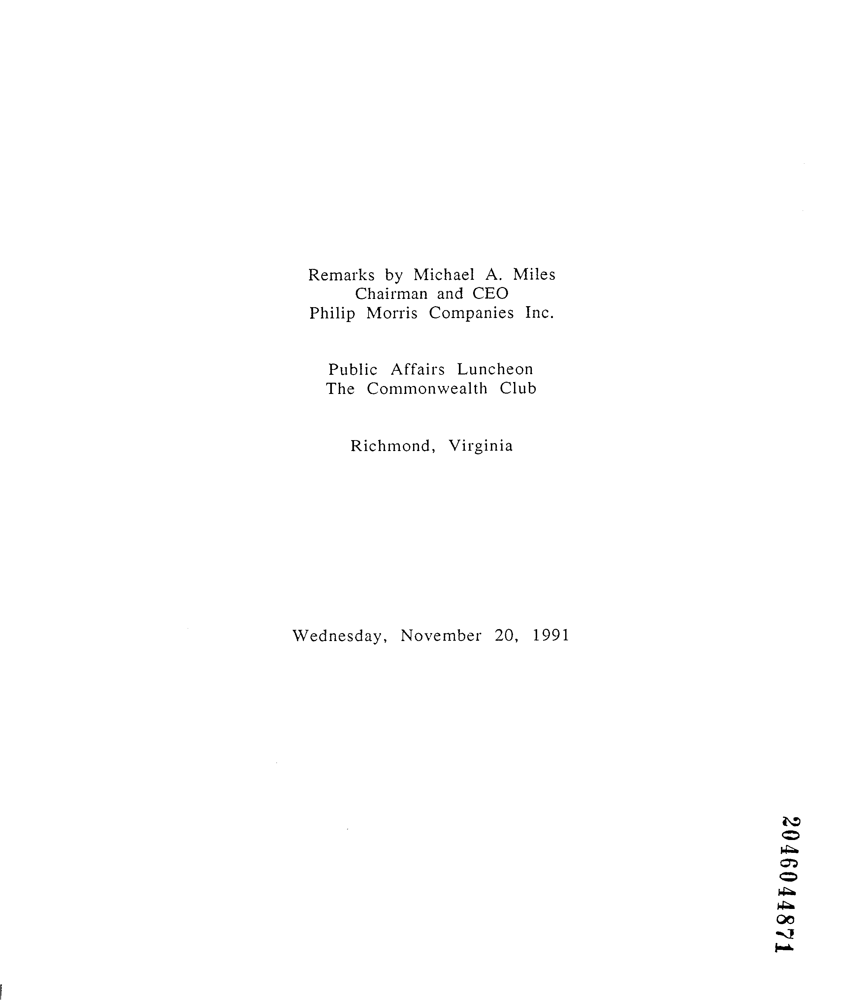 Remarks by Michael A. Miles
Chairman and CEO
Philip Morris Companies Inc.
Public Affairs Luncheon
The Commonwealth Club
Richmond, Virginia
Wednesday, November 20, 1991
2046044871